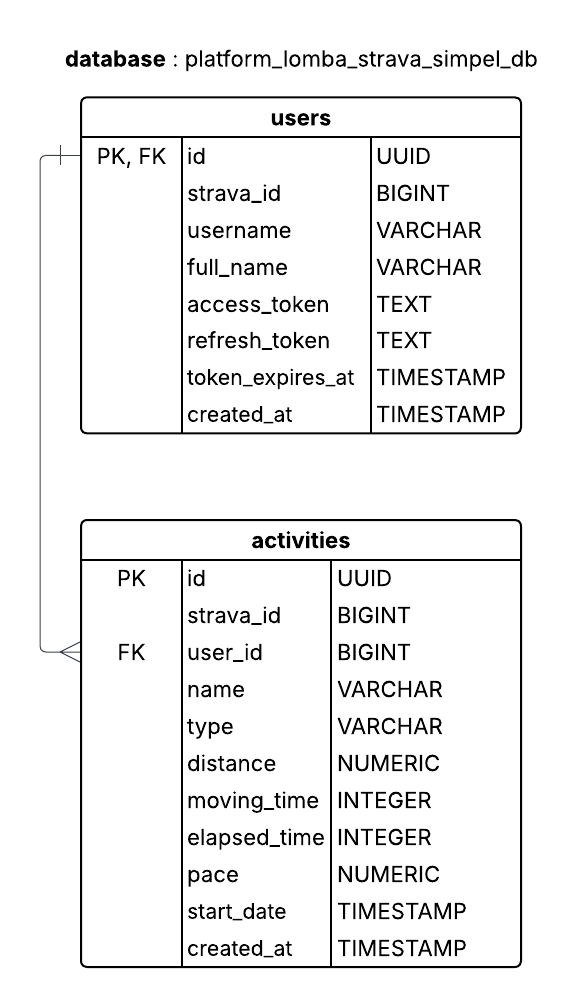 database : platform_lomba_strava_simpel_db
users
PK, FK id UUID
strava_id BIGINT
username VARCHAR
full_name VARCHAR
access_token TEXT
refresh_token TEXT
token_expires_at TIMESTAMP
created_at TIMESTAMP
activities
PK id UUID
strava_id BIGINT
FK user_id BIGINT
name VARCHAR
type VARCHAR
distance NUMERIC
moving_time INTEGER
elapsed_time INTEGER
pace NUMERIC
start_date TIMESTAMP
created_at TIMESTAMP